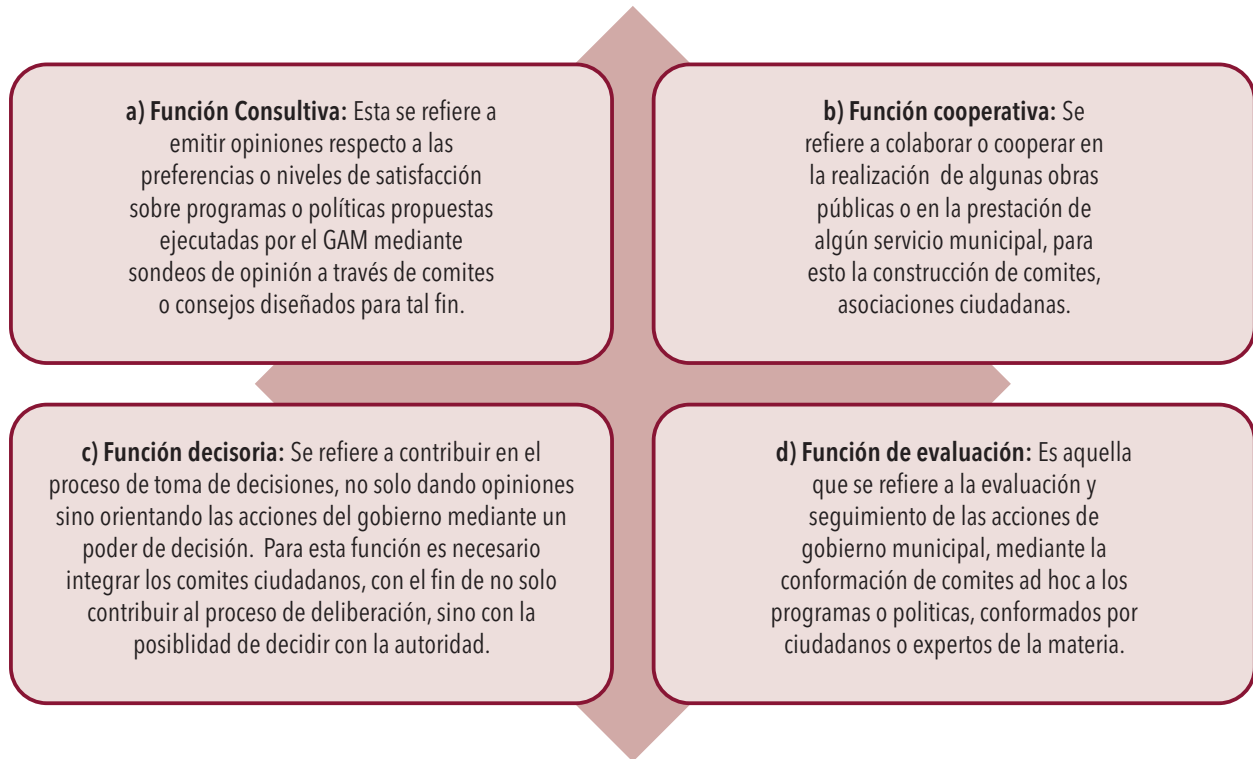 a) Función Consultiva: Esta se refiere a
emitir opiniones respecto a las
preferencias o niveles de satisfacción
sobre programas o políticas propuestas
ejecutadas por el GAM mediante
sondeos de opinión a través de comites
o consejos diseñados para tal fin.
b) Función cooperativa: Se
refiere a colaborar o cooperar en
la realización de algunas obras
públicas o en la prestación de
algún servicio municipal, para
esto la construcción de comites,
asociaciones ciudadanas.
c) Función decisoria: Se refiere a contribuir en el
proceso de toma de decisiones, no solo dando opiniones
sino orientando las acciones del gobierno mediante un
poder de decisión. Para esta función es necesario
integrar los comites ciudadanos, con el fin de no solo
contribuir al proceso de deliberación, sino con la
posiblidad de decidir con la autoridad.
d) Función de evaluación: Es aquella
que se refiere a la evaluación y
seguimiento de las acciones de
gobierno municipal, mediante la
conformación de comites ad hoc a los
programas o politicas, conformados por
ciudadanos o expertos de la materia.